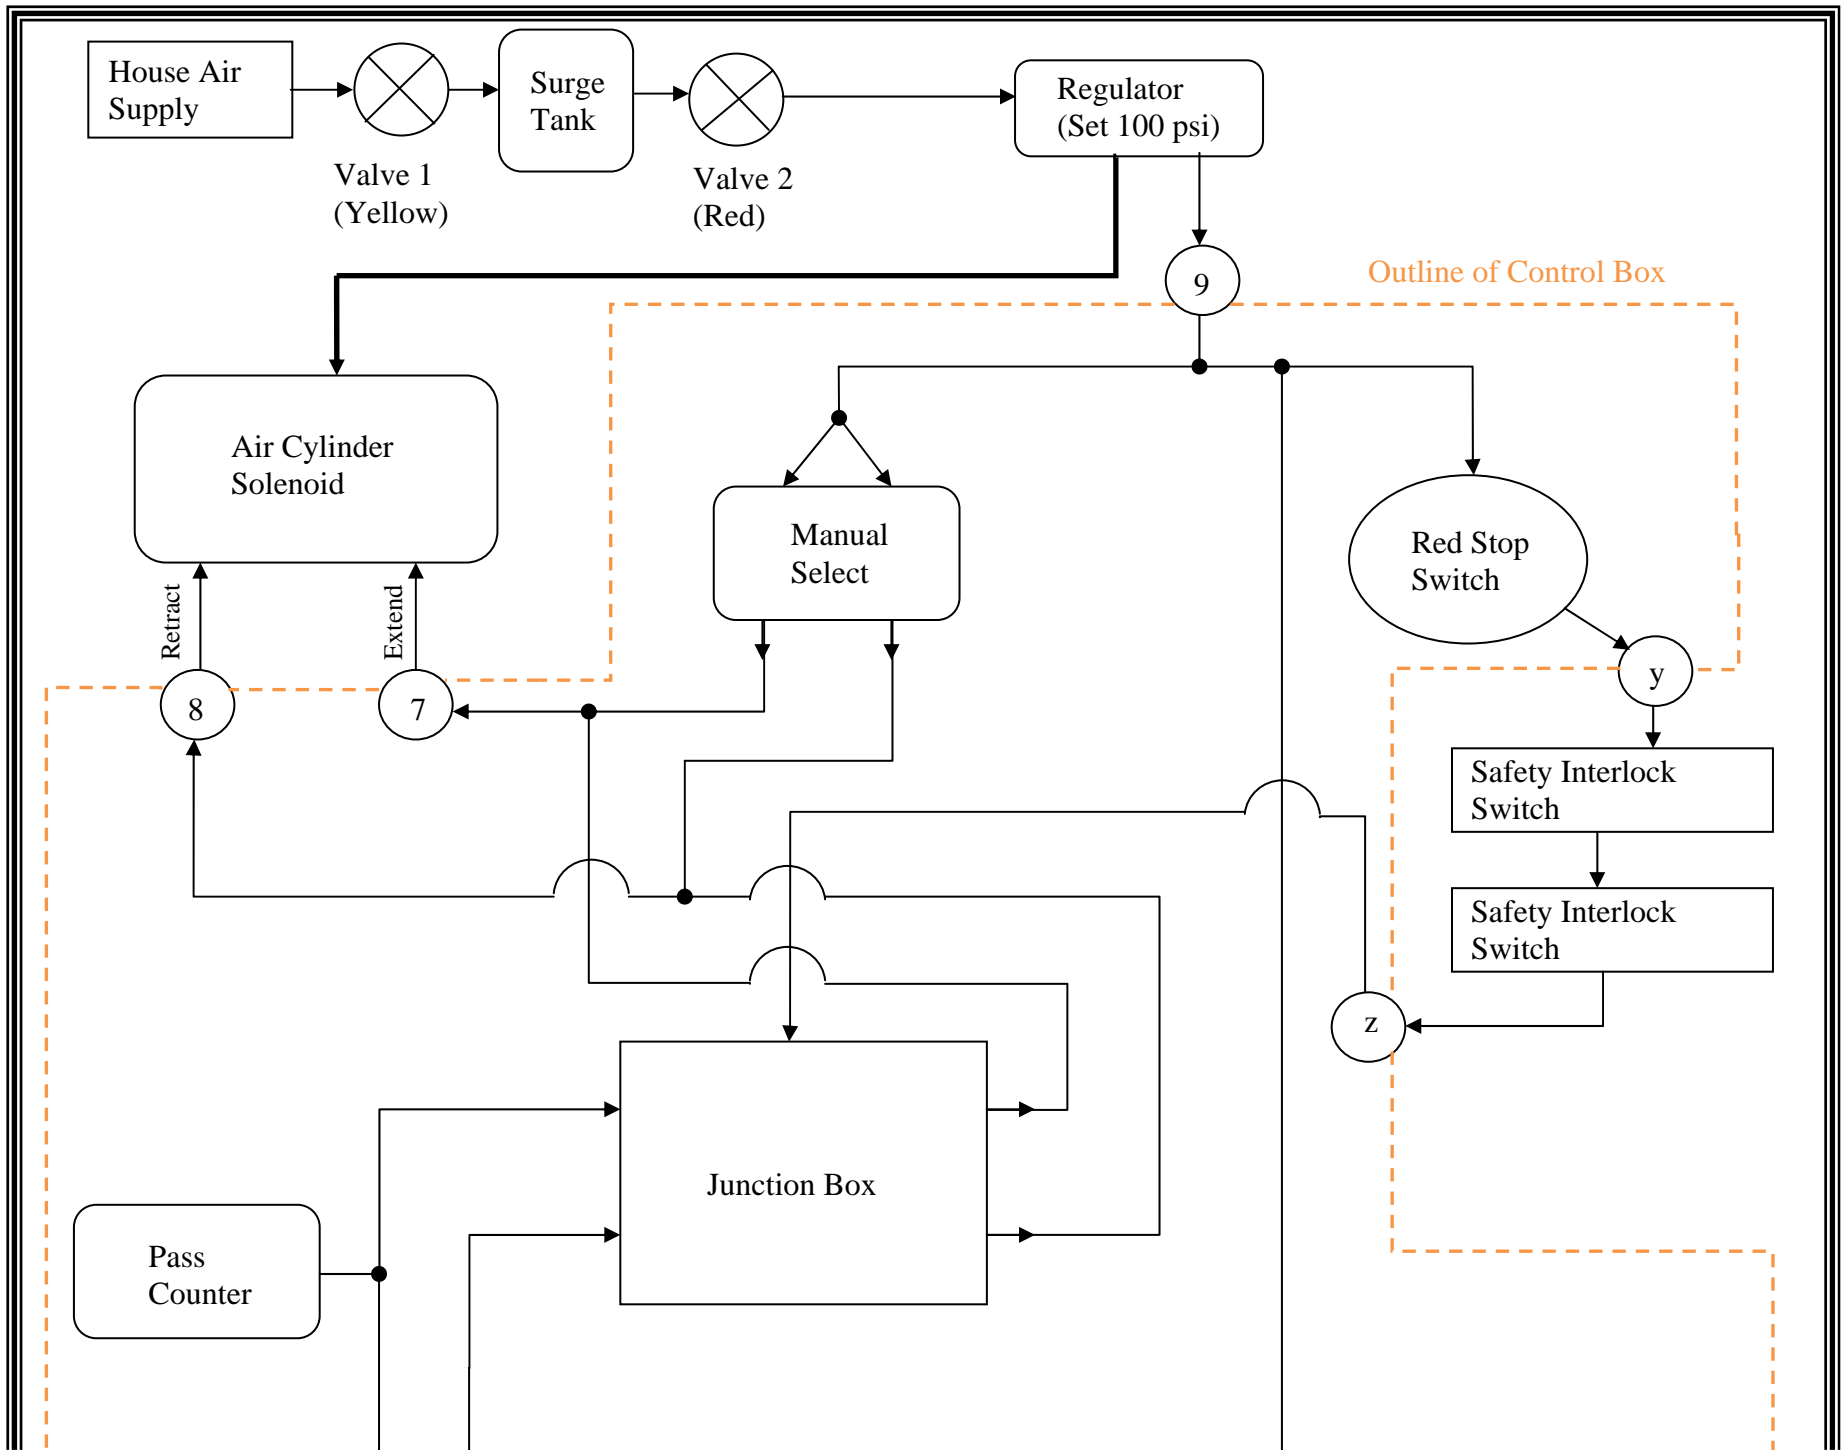 House Air
Supply
Surge
Tank
Regulator
(Set 100 psi)
Valve 1
(Yellow)
Valve 2
(Red)
9
Outline of Control Box
Air Cylinder
Solenoid
Manual
Select
Red Stop
Switch
Retract
Extend
8
7
y
Safety Interlock
Switch
Safety Interlock
Switch
z
Junction Box
Pass
Counter